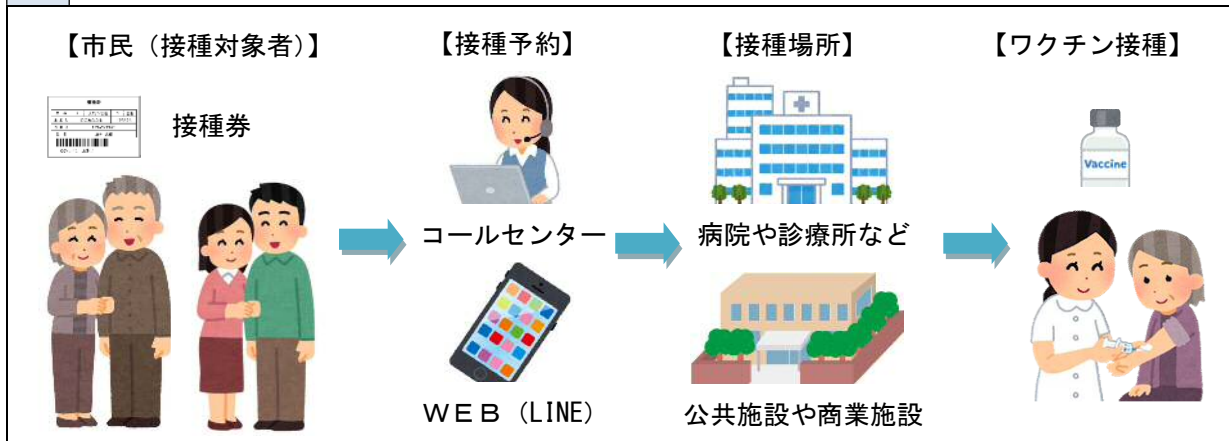 【市民（接種対象者）】
【接種予約】
【接種場所】
【ワクチン接種】
接種券
Vaccine
コールセンター
病院や診療所など
ＷＥＢ（LINE）
公共施設や商業施設